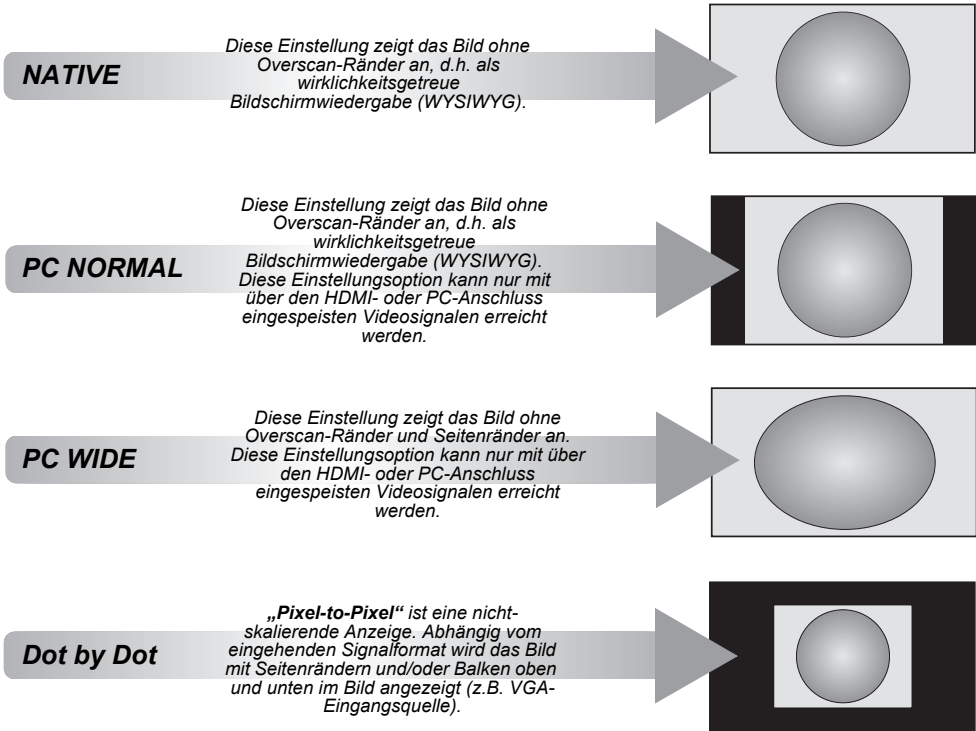 NATIVE
Diese Einstellung zeigt das Bild ohne
Overscan-Ränder an, d.h. als
wirklichkeitsgetreue
Bildschirmwiedergabe (WYSIWYG).
PC NORMAL
Diese Einstellung zeigt das Bild ohne
Overscan-Ränder an, d.h. als
wirklichkeitsgetreue
Bildschirmwiedergabe (WYSIWYG).
Diese Einstellungsoption kann nur mit
über den HDMI- oder PC-Anschluss
eingespeisten Videosignalen erreicht
werden.
PC WIDE
Diese Einstellung zeigt das Bild ohne
Overscan-Ränder und Seitenränder an.
Diese Einstellungsoption kann nur mit über
den HDMI- oder PC-Anschluss
eingespeisten Videosignalen erreicht
werden.
Dot by Dot
„Pixel-to-Pixel“ ist eine nicht-
skalierende Anzeige. Abhängig vom
eingehenden Signalformat wird das Bild
mit Seitenrändern und/oder Balken oben
und unten im Bild angezeigt (z.B. VGA-
Eingangsquelle).